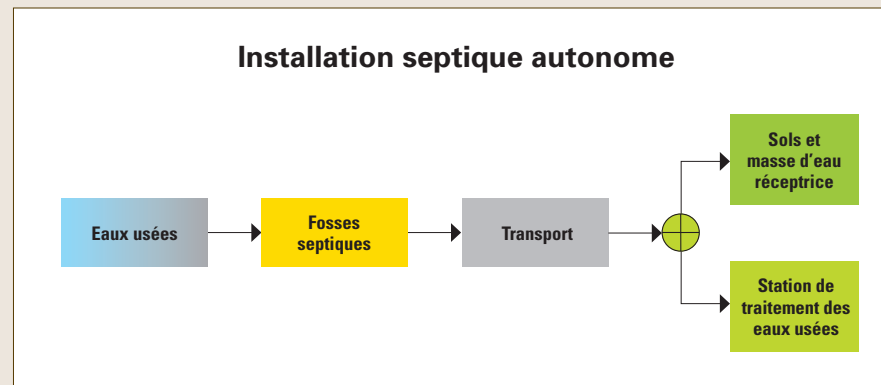 Installation septique autonome
Eaux usées
Fosses
septiques
Transport
Sols et
masse d'eau
réceptrice
Station de
traitement des
eaux usées